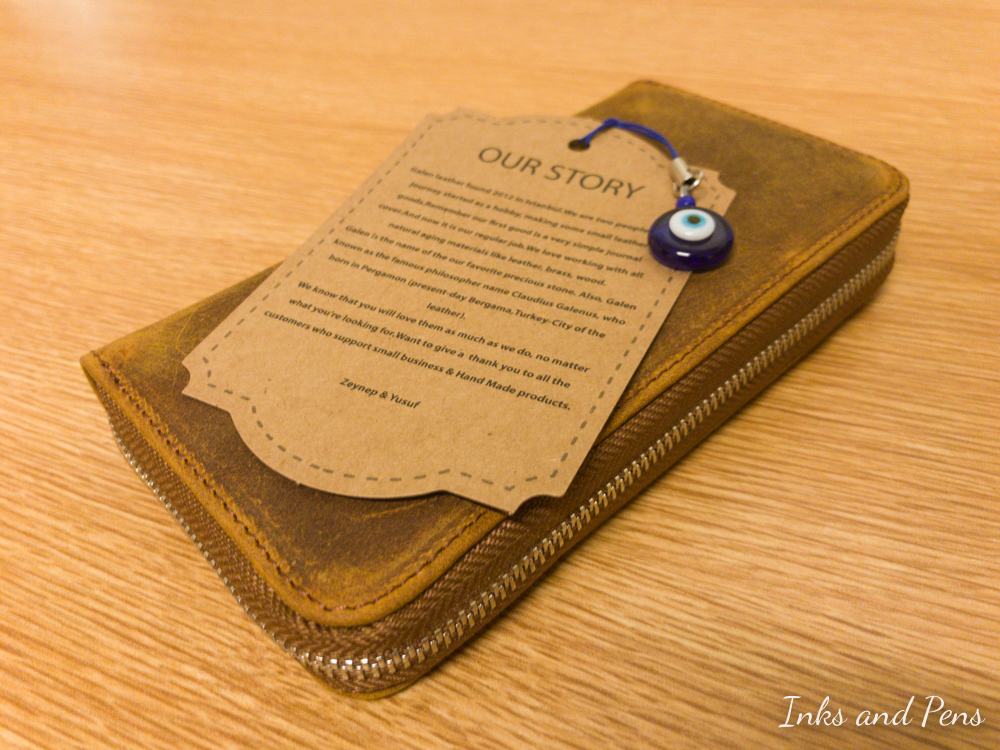 OUR STORY
Galen leather found 2012 in Istanbul.We are two person
journey started as a hobby, making some small leather
goods.Remember our first good is a very simple journal
cover.And now it is our regular job.We love working with all
natural aging materials like leather, brass, wood.
Galen is the name of the our favorite precious stone. Also, Galen
known as the famous philosopher name Claudius Galenus, who
born in Pergamon (present-day Bergama,Turkey-City of the
leather).
We know that you will love them as much as we do, no matter
what you're looking for.Want to give a thank you to all the
customers who support small business & Hand Made products.
Zeynep & Yusuf
Inks and Pens